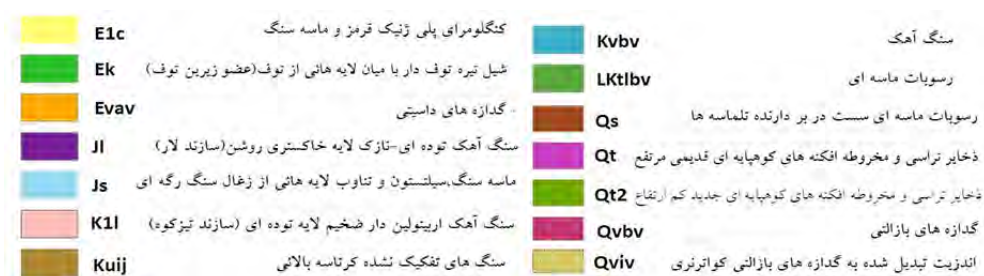 E1c کنگلومرای پلی ژنیک قرمز و ماسه سنگ
Ek شیل تیره توف دار با میان لایه هائی از توف(عضو زیرین توف)
Evav گدازه های داسیتی -
Jl سنگ آهک توده ای-نازک لایه خاکستری روشن(سازند لار)
Js ماسه سنگ،سیلتستون و تناوب لایه هائی از زغال سنگ رگه ای
K1l سنگ آهک اربیتولین دار ضخیم لایه توده ای (سازند تیزکوه)
Kuij سنگ های تفکیک نشده کرتاسه بالائی
Kvbv سنگ آهک
LKtlbv رسوبات ماسه ای
Qs رسوبات ماسه ای سست در بر دارنده تلماسه ها
Qt ذخایر تراسی و مخروطه افکنه های کوهپایه ای قدیمی مرتفع
Qt2 ذخایر تراسی و مخروطه افکنه های کوهپایه ای جدید کم ارتفاع
Qvbv گدازه های بازالتی
Qviv اندزیت تبدیل شده به گدازه های بازالتی کواترنری